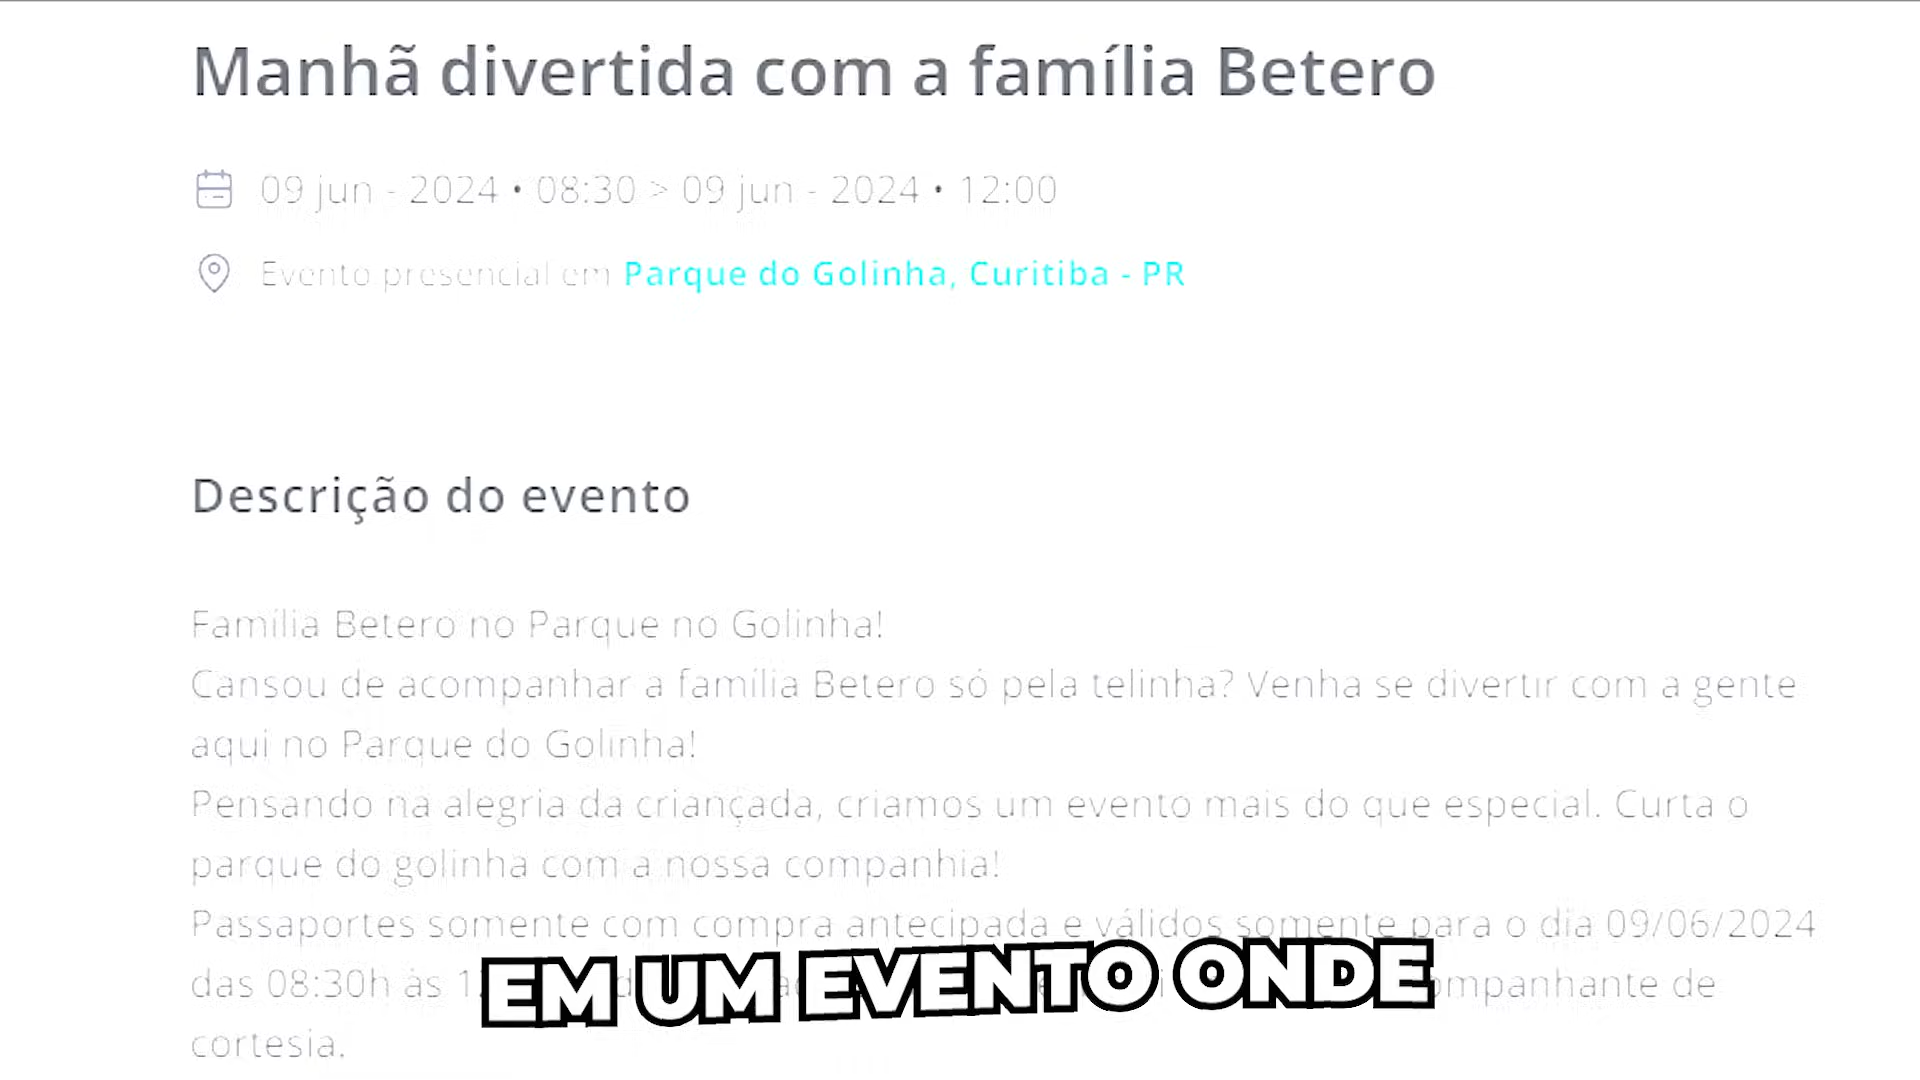 Manhã divertida com a família Betero
09 jun - 2024 • 08:30 > 09 jun - 2024 • 12:00
Evento presencial em Parque do Golinha, Curitiba - PR
Descrição do evento
Família Betero no Parque no Golinha!
Cansou de acompanhar a família Betero só pela telinha? Venha se divertir com a gente
aqui no Parque do Golinha!
Pensando na alegria da criançada, criamos um evento mais do que especial. Curta o
parque do golinha com a nossa companhia!
Passaportes somente com compra antecipada e válidos somente para o dia 09/06/2024
das 08:30h às
EM UM EVENTO ONDE
de
cortesia.